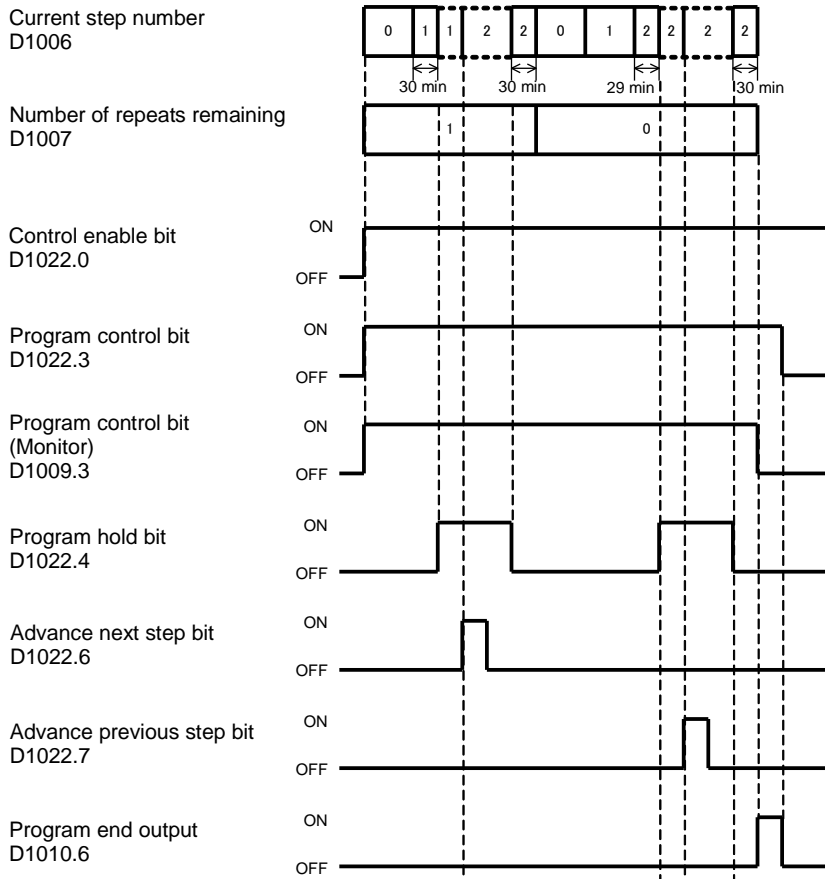 Current step number
D1006
0 1 1 2 2 0 1 2 2 2 2
30 min 30 min 29 min 30 min
Number of repeats remaining
D1007
1 0
Control enable bit
D1022.0
ON
OFF
Program control bit
D1022.3
ON
OFF
Program control bit
(Monitor)
D1009.3
ON
OFF
Program hold bit
D1022.4
ON
OFF
Advance next step bit
D1022.6
ON
OFF
Advance previous step bit
D1022.7
ON
OFF
Program end output
D1010.6
ON
OFF